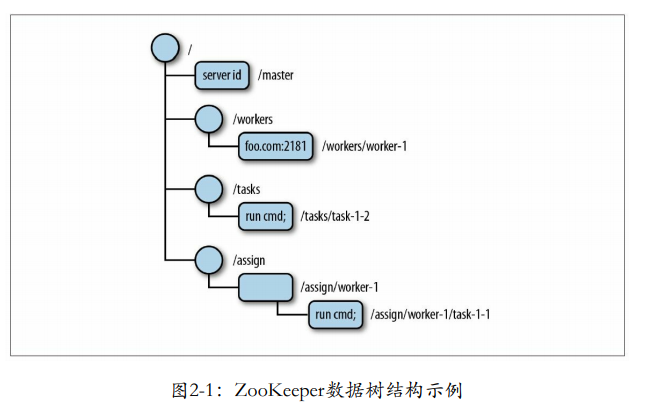 /
server id /master
/workers
foo.com:2181 /workers/worker-1
/tasks
run cmd; /tasks/task-1-2
/assign
/assign/worker-1
run cmd; /assign/worker-1/task-1-1
图2-1：ZooKeeper数据树结构示例